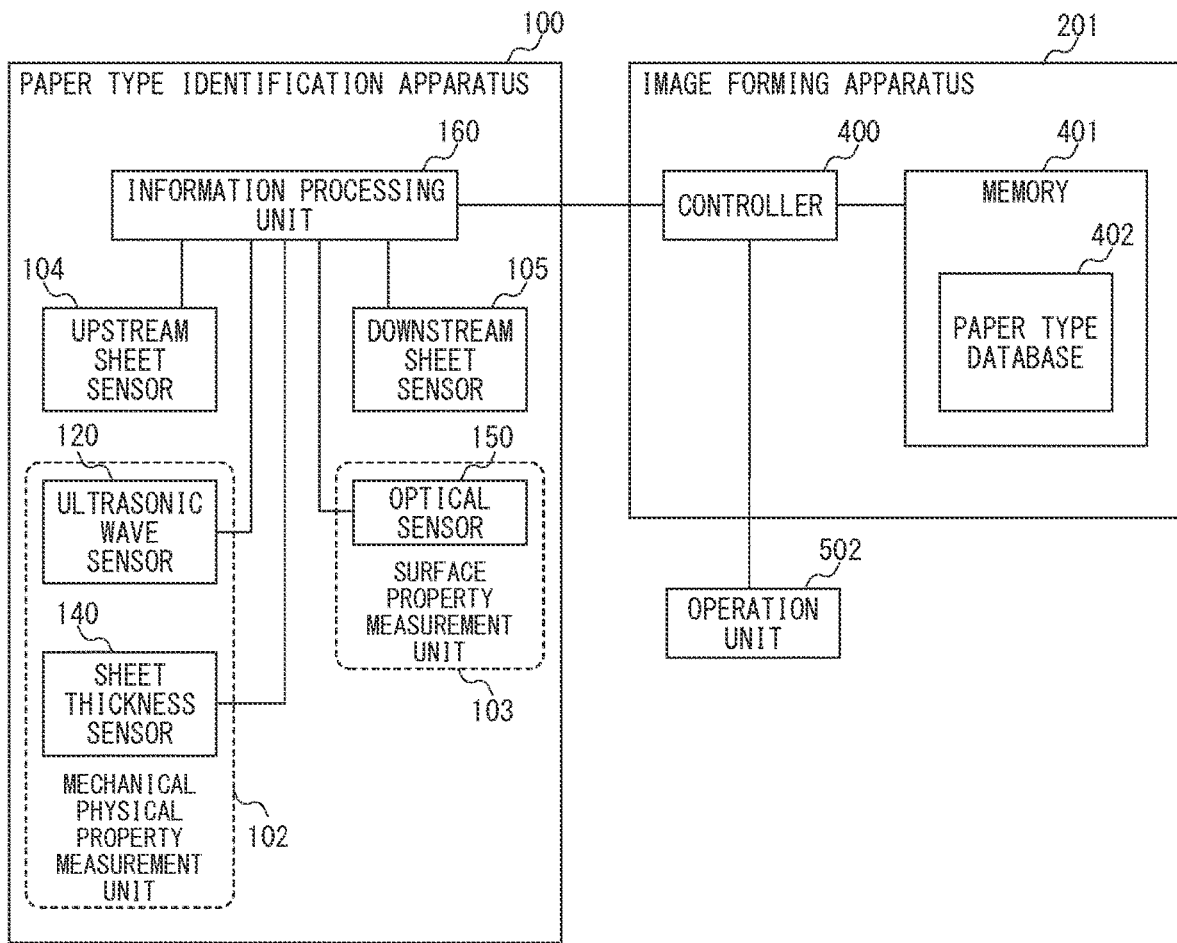 100
PAPER TYPE IDENTIFICATION APPARATUS
160
INFORMATION PROCESSING
UNIT
104
UPSTREAM
SHEET
SENSOR
105
DOWNSTREAM
SHEET
SENSOR
120
ULTRASONIC
WAVE
SENSOR
150
OPTICAL
SENSOR
SURFACE
PROPERTY
MEASUREMENT
UNIT
103
140
SHEET
THICKNESS
SENSOR
MECHANICAL
PHYSICAL
PROPERTY
MEASUREMENT
UNIT
102
201
IMAGE FORMING APPARATUS
400
CONTROLLER
401
MEMORY
402
PAPER TYPE
DATABASE
502
OPERATION
UNIT